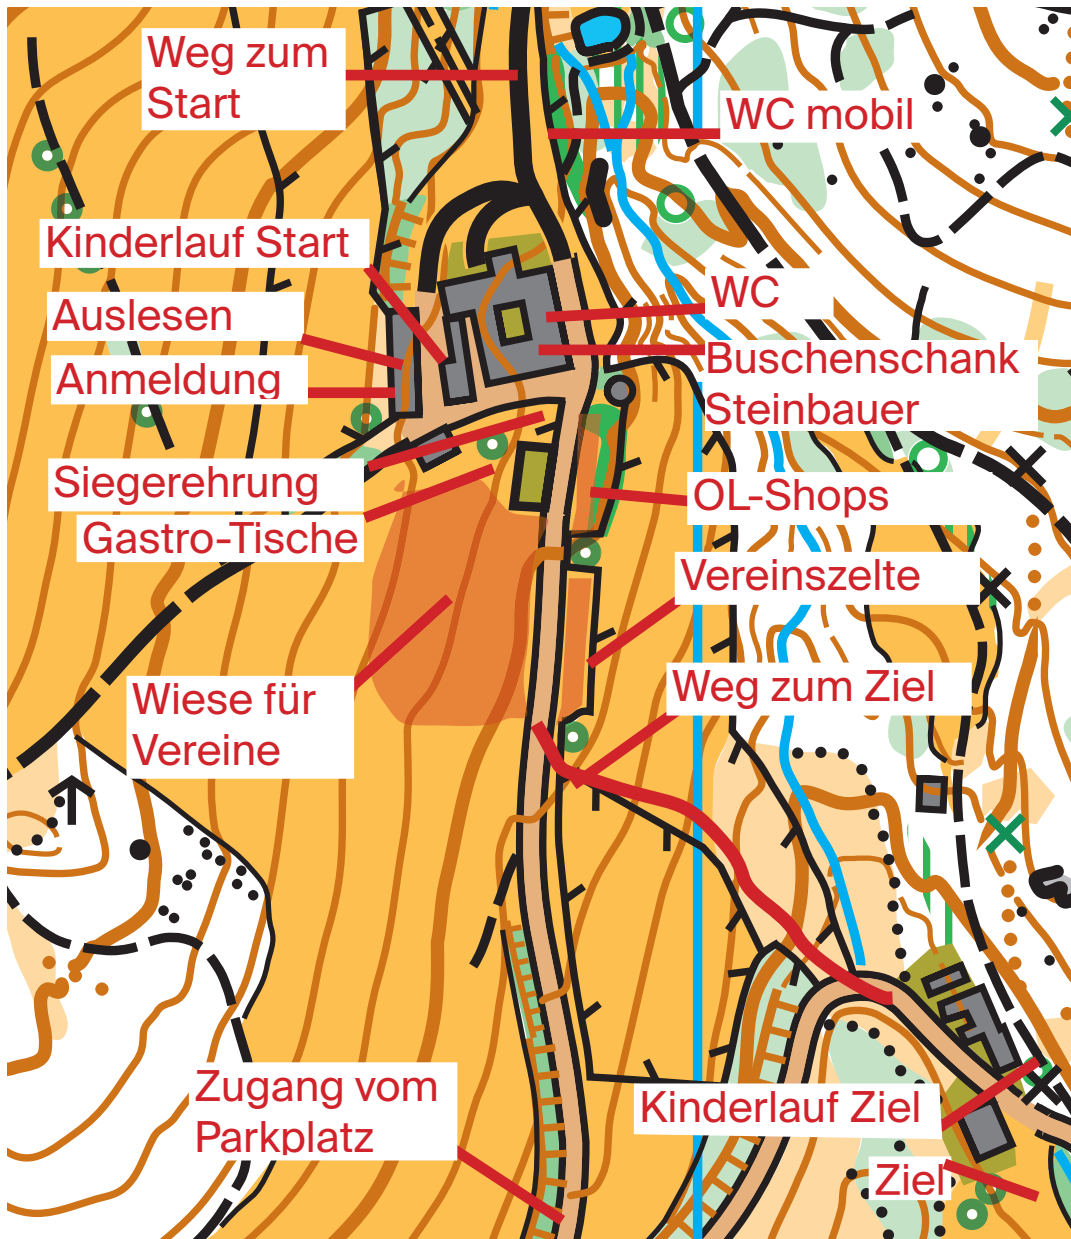 Weg zum
Start
WC mobil
Kinderlauf Start
WC
Auslesen
Buschenschank
Steinbauer
Anmeldung
Siegerehrung
OL-Shops
Gastro-Tische
Vereinszelte
Weg zum Ziel
Wiese für
Vereine
Zugang vom
Parkplatz
Kinderlauf Ziel
Ziel